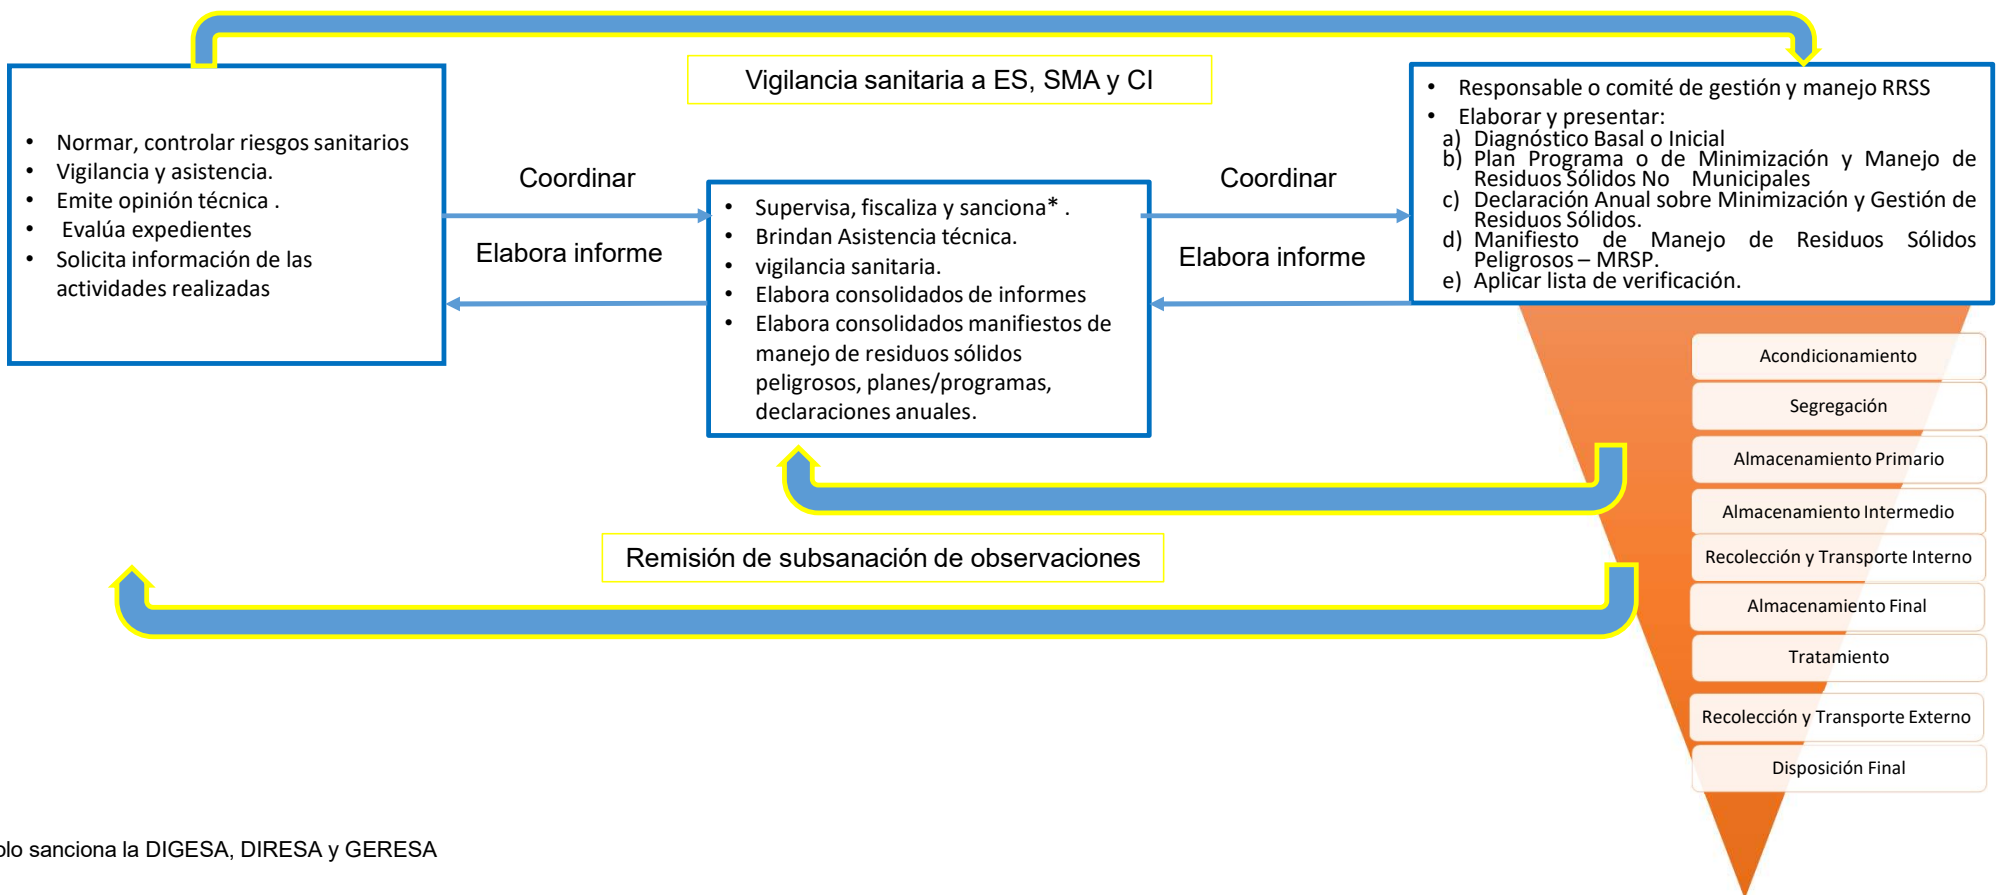 Vigilancia sanitaria a ES, SMA y CI
• Normar, controlar riesgos sanitarios
• Vigilancia y asistencia.
• Emite opinión técnica .
• Evalúa expedientes
• Solicita información de las
actividades realizadas
Coordinar
Elabora informe
• Supervisa, fiscaliza y sanciona* .
• Brindan Asistencia técnica.
• vigilancia sanitaria.
• Elabora consolidados de informes
• Elabora consolidados manifiestos de
manejo de residuos sólidos
peligrosos, planes/programas,
declaraciones anuales.
Coordinar
Elabora informe
• Responsable o comité de gestión y manejo RRSS
• Elaborar y presentar:
a) Diagnóstico Basal o Inicial
b) Plan Programa o de Minimización y Manejo de
Residuos Sólidos No Municipales
c) Declaración Anual sobre Minimización y Gestión de
Residuos Sólidos.
d) Manifiesto de Manejo de Residuos Sólidos
Peligrosos – MRSP.
e) Aplicar lista de verificación.
Acondicionamiento
Segregación
Almacenamiento Primario
Almacenamiento Intermedio
Recolección y Transporte Interno
Almacenamiento Final
Tratamiento
Recolección y Transporte Externo
Disposición Final
Remisión de subsanación de observaciones
sanciona la DIGESA, DIRESA y GERESA